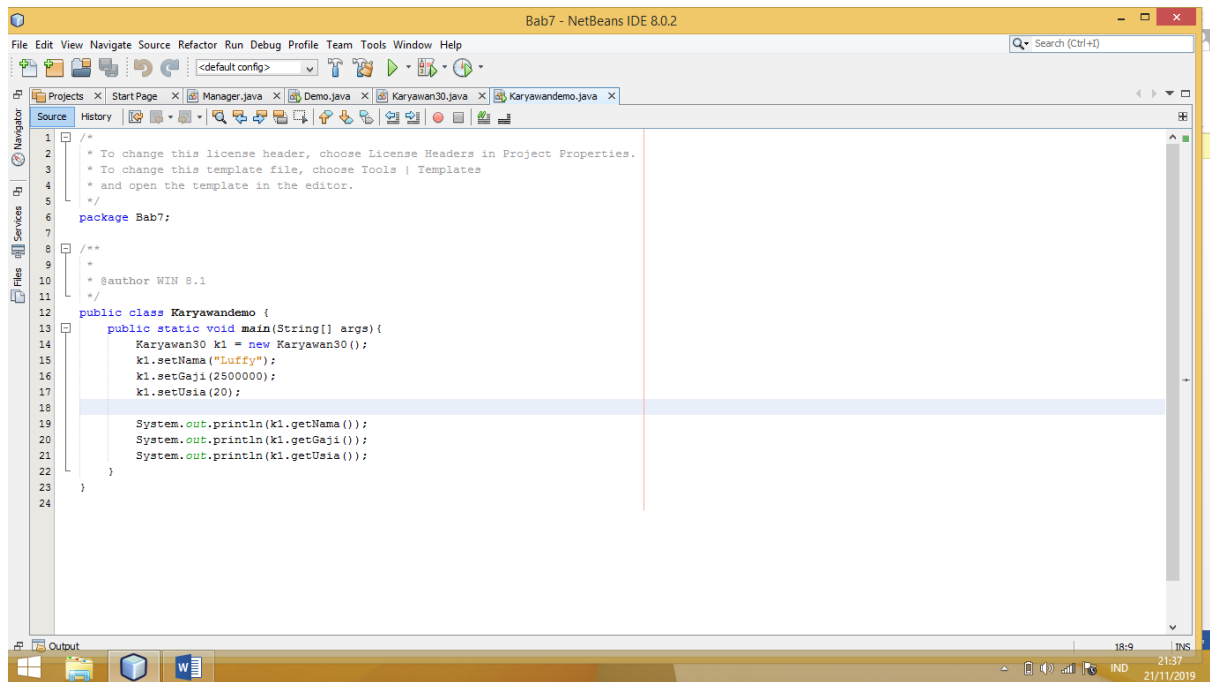 Bab7 - NetBeans IDE 8.0.2
File Edit View Navigate Source Refactor Run Debug Profile Team Tools Window Help
Search (Ctrl+I)
<default config>
Projects Start Page Manager.java Demo.java Karyawan30.java Karyawandemo.java
Source History
Navigator
Services
Files
1 /*
2 * To change this license header, choose License Headers in Project Properties.
3 * To change this template file, choose Tools | Templates
4 * and open the template in the editor.
5 */
6 package Bab7;
7
8 /**
9 *
10 * @author WIN 8.1
11 */
12 public class Karyawandemo {
13 public static void main(String[] args){
14 Karyawan30 k1 = new Karyawan30();
15 k1.setNama("Luffy");
16 k1.setGaji(2500000);
17 k1.setUsia(20);
18
19 System.out.println(k1.getNama());
20 System.out.println(k1.getGaji());
21 System.out.println(k1.getUsia());
22 }
23 }
24
Output
18:9 INS
IND
21:37
21/11/2019